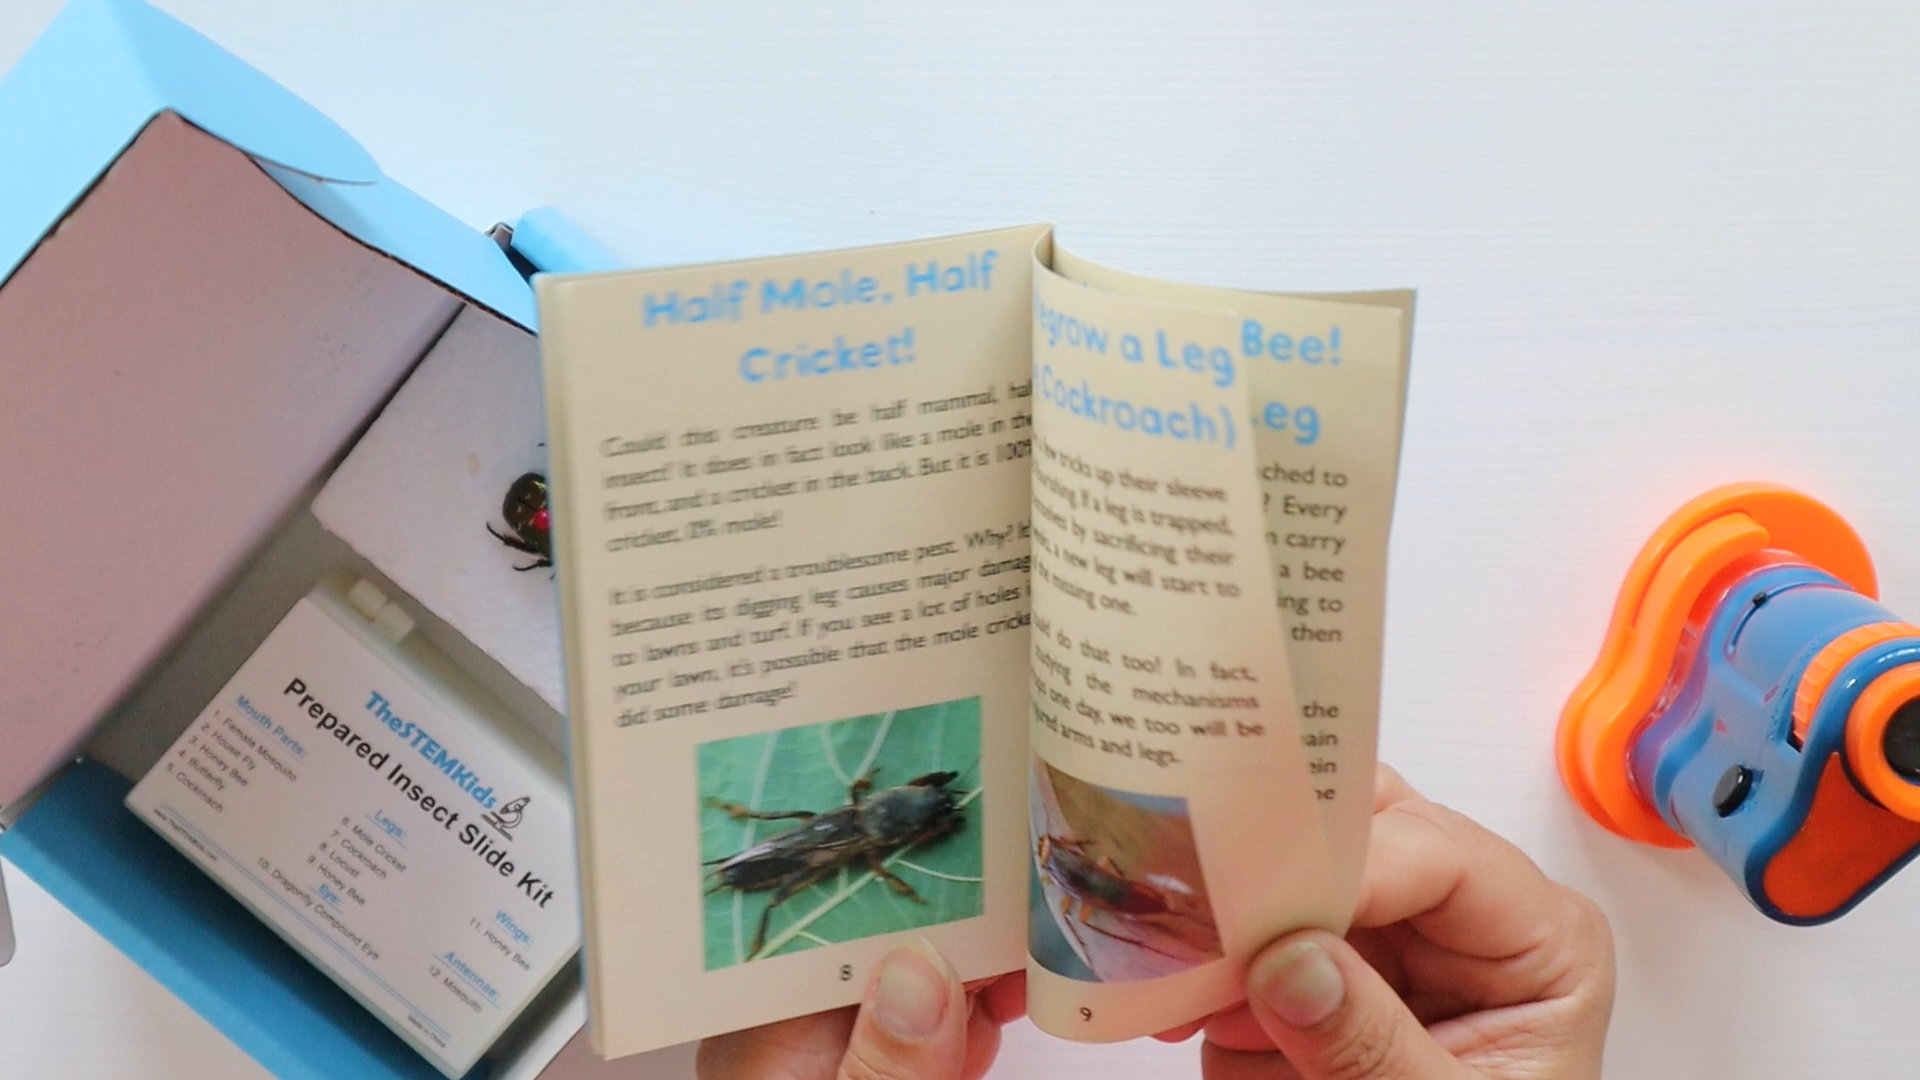 Half Mole, Half
Cricket!
Could this creature be half mammal, half
insect? It does in fact look like a mole in the
front, and a cricket in the back. But it is 100%
cricket, 0% mole!
It is considered a troublesome pest. Why?
because its digging leg causes major damage
to lawns and turf. If you see a lot of holes
your lawn, it's possible that the mole cricke
did some damage!
8
egrow a Leg
Cockroach)
few tricks up their sleeve
If a leg is trapped,
by sacrificing their
a new leg will start to
the missing one.
do that too! In fact,
studying the mechanisms
one day, we too will be
arms and legs.
9
Bee!
Leg
ched to
? Every
n carry
a bee
ing to
then
the
TheSTEMKids
Prepared Insect Slide Kit
Mouth Parts:
1. Female Mosquito
2. House Fly
3. Honey Bee
4. Butterfly
5. Cockroach
Legs:
6. Mole Cricket
7. Cockroach
8. Locust
9. Honey Bee
Eye:
10. Dragonfly Compound Eye
Wings:
11. Honey Bee
Antennae:
12. Mosquito
Made in China